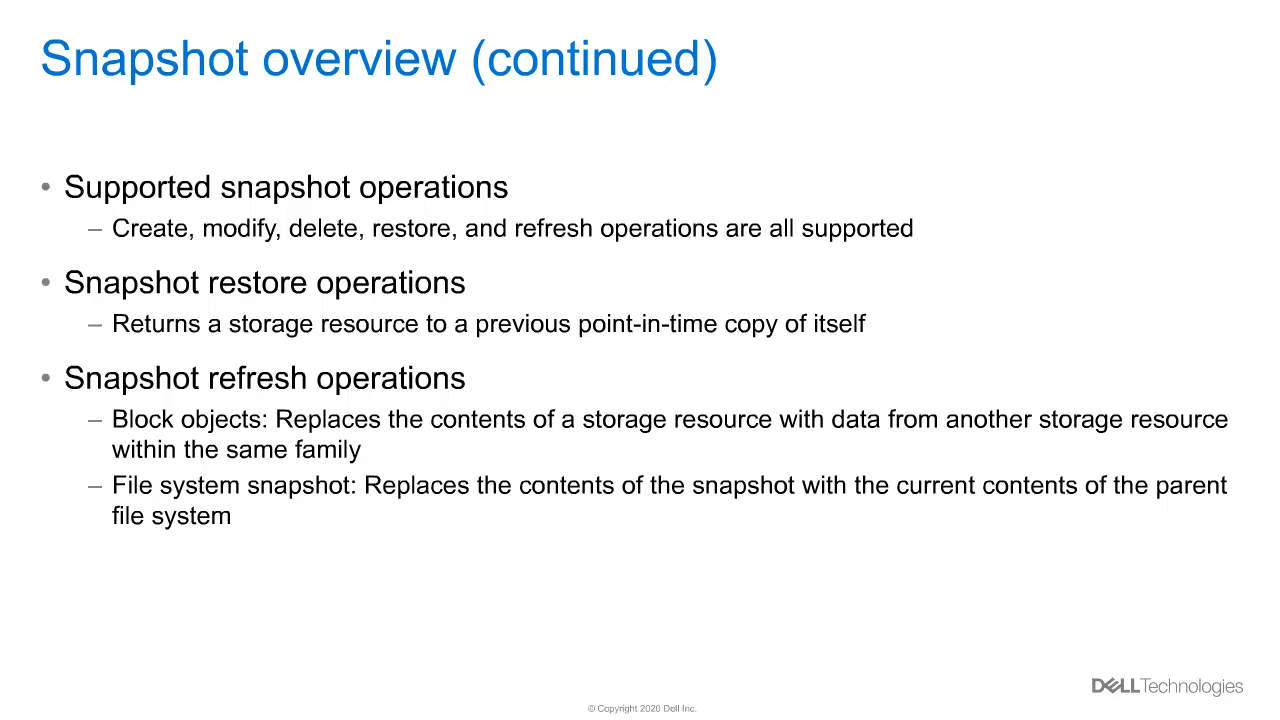 Snapshot overview (continued)
• Supported snapshot operations
– Create, modify, delete, restore, and refresh operations are all supported
• Snapshot restore operations
– Returns a storage resource to a previous point-in-time copy of itself
• Snapshot refresh operations
– Block objects: Replaces the contents of a storage resource with data from another storage resource
within the same family
– File system snapshot: Replaces the contents of the snapshot with the current contents of the parent
file system
DELLTechnologies
© Copyright 2020 Dell Inc.